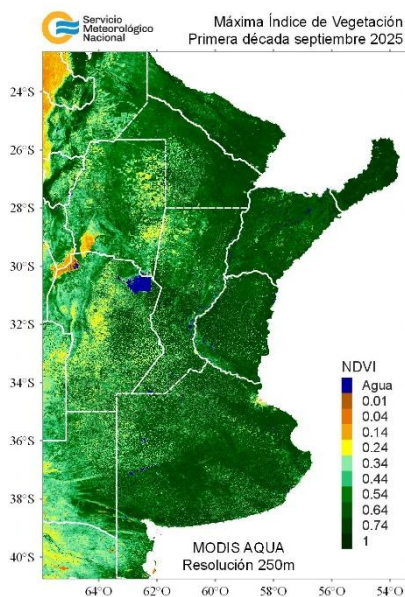 Servicio
Meteorológico
Nacional
Máxima Índice de Vegetación
Primera década septiembre 2025
24°S
26°S
28°S
30°S
32°S
34°S
36°S
38°S
40°S
NDVI
Agua
0.01
0.04
0.14
0.24
0.34
0.44
0.54
0.64
0.74
1
MODIS AQUA
Resolución 250m
64°O 62°O 60°O 58°O 56°O 54°O